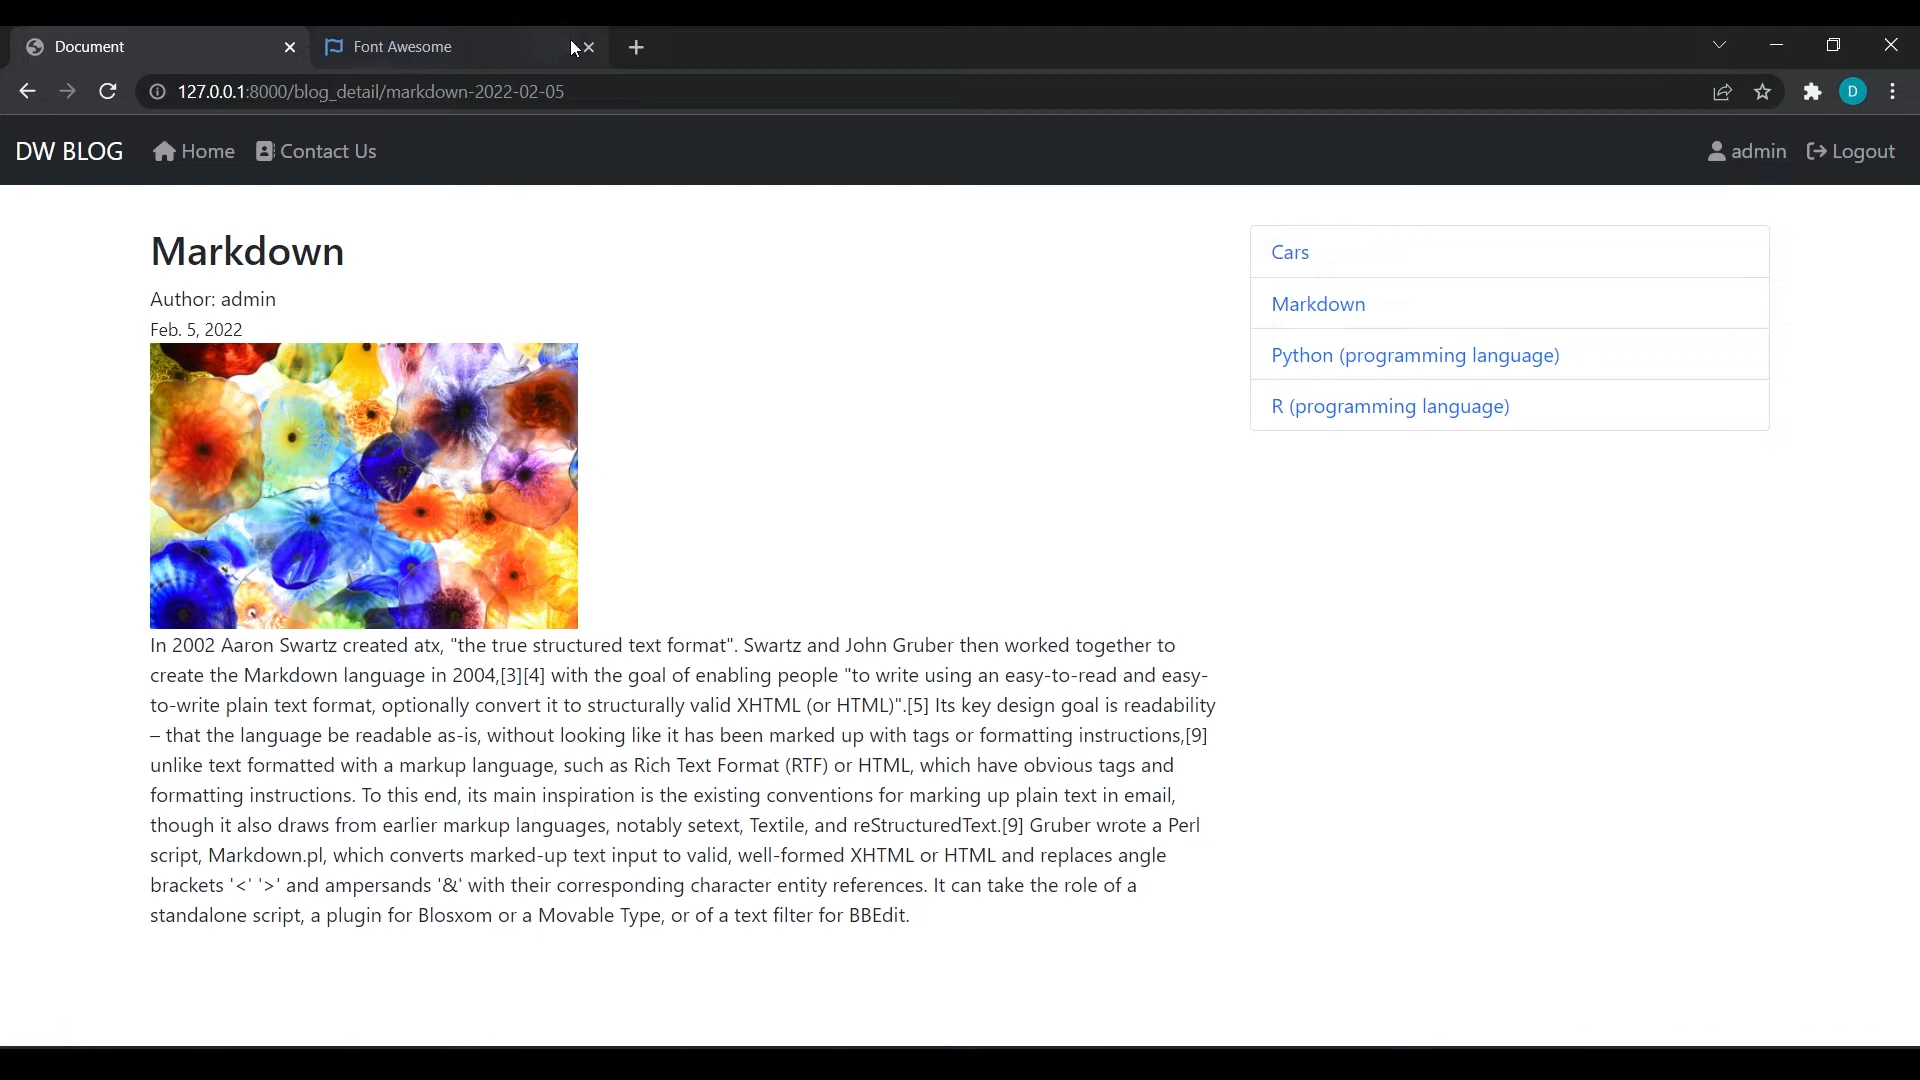 Document
Font Awesome
127.0.0.1:8000/blog_detail/markdown-2022-02-05
D
DW BLOG Home Contact Us admin Logout
Markdown
Author: admin
Feb. 5, 2022
In 2002 Aaron Swartz created atx, "the true structured text format". Swartz and John Gruber then worked together to
create the Markdown language in 2004,[3][4] with the goal of enabling people "to write using an easy-to-read and easy-
to-write plain text format, optionally convert it to structurally valid XHTML (or HTML)".[5] Its key design goal is readability
– that the language be readable as-is, without looking like it has been marked up with tags or formatting instructions,[9]
unlike text formatted with a markup language, such as Rich Text Format (RTF) or HTML, which have obvious tags and
formatting instructions. To this end, its main inspiration is the existing conventions for marking up plain text in email,
though it also draws from earlier markup languages, notably setext, Textile, and reStructuredText.[9] Gruber wrote a Perl
script, Markdown.pl, which converts marked-up text input to valid, well-formed XHTML or HTML and replaces angle
brackets '<' '>' and ampersands '&' with their corresponding character entity references. It can take the role of a
standalone script, a plugin for Blosxom or a Movable Type, or of a text filter for BBEdit.
Cars
Markdown
Python (programming language)
R (programming language)